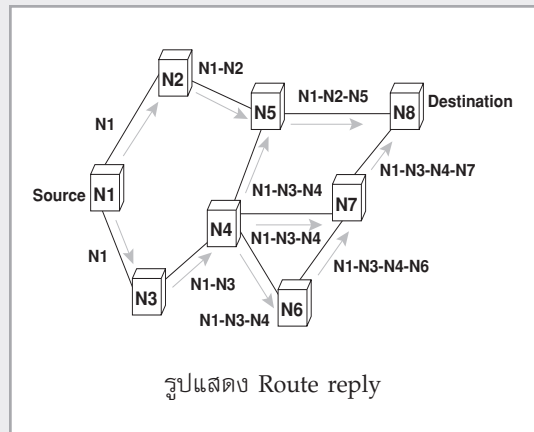 N1-N2
N2
N1-N2-N5
N5
N8
Destination
N1
N1-N3-N4-N7
Source
N1
N1-N3-N4
N7
N4
N1-N3-N4
N1
N1-N3-N4-N6
N3
N1-N3
N6
N1-N3-N4
รูปแสดง Route reply